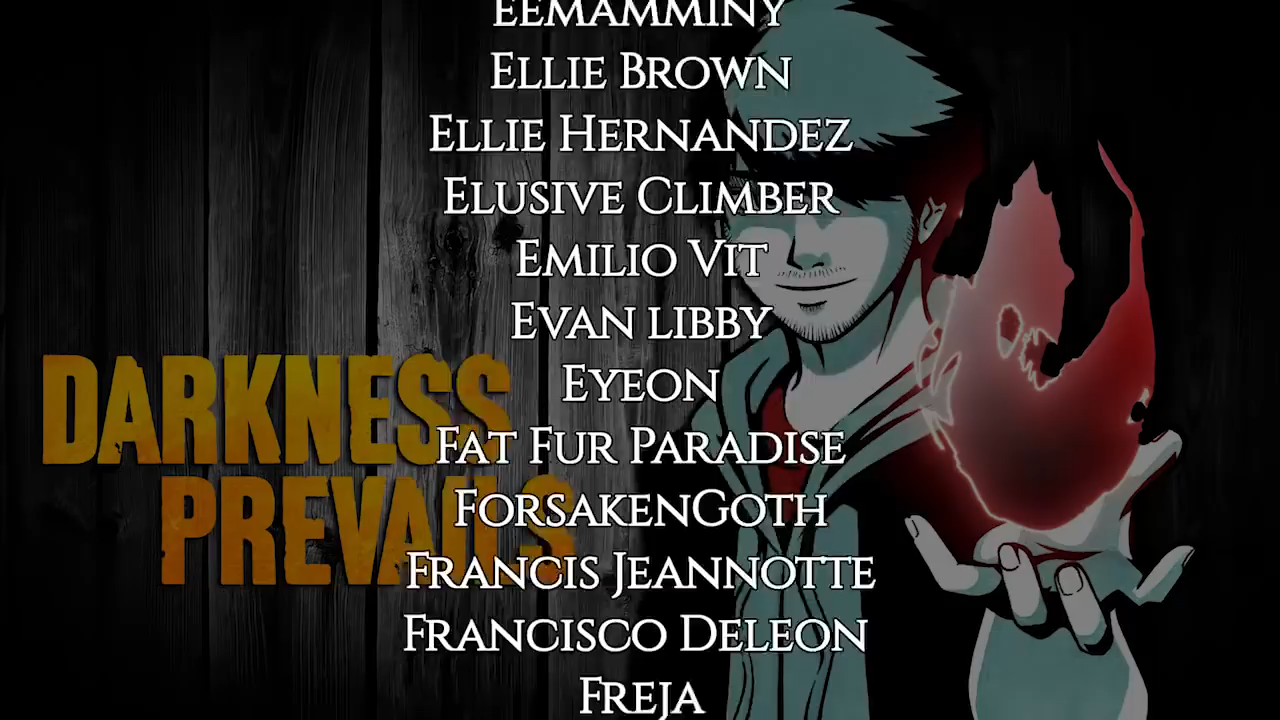 EEMAMMINY
ELLIE BROWN
ELLIE HERNANDEZ
ELUSIVE CLIMBER
EMILIO VIT
EVAN LIBBY
EYEON
FAT FUR PARADISE
FORSAKENGOTH
FRANCIS JEANNOTTE
FRANCISCO DELEON
FREJA
DARKNESS
PREVAILS